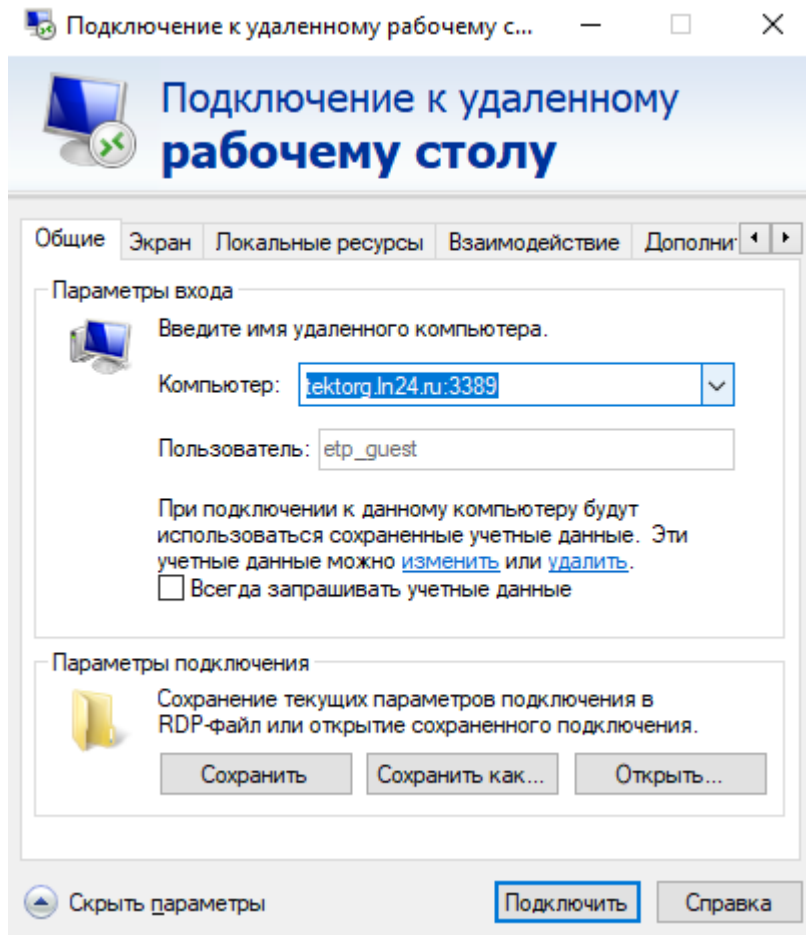 Подключение к удаленному рабочему с...
Подключение к удаленному
рабочему столу
Общие Экран Локальные ресурсы Взаимодействие Дополнит
Параметры входа
Введите имя удаленного компьютера.
Компьютер: tektorg.ln24.ru:3389
Пользователь: etp_guest
При подключении к данному компьютеру будут
использоваться сохраненные учетные данные. Эти
учетные данные можно изменить или удалить.
Всегда запрашивать учетные данные
Параметры подключения
Сохранение текущих параметров подключения в
RDP-файл или открытие сохраненного подключения.
Сохранить Сохранить как... Открыть...
Скрыть параметры Подключить Справка